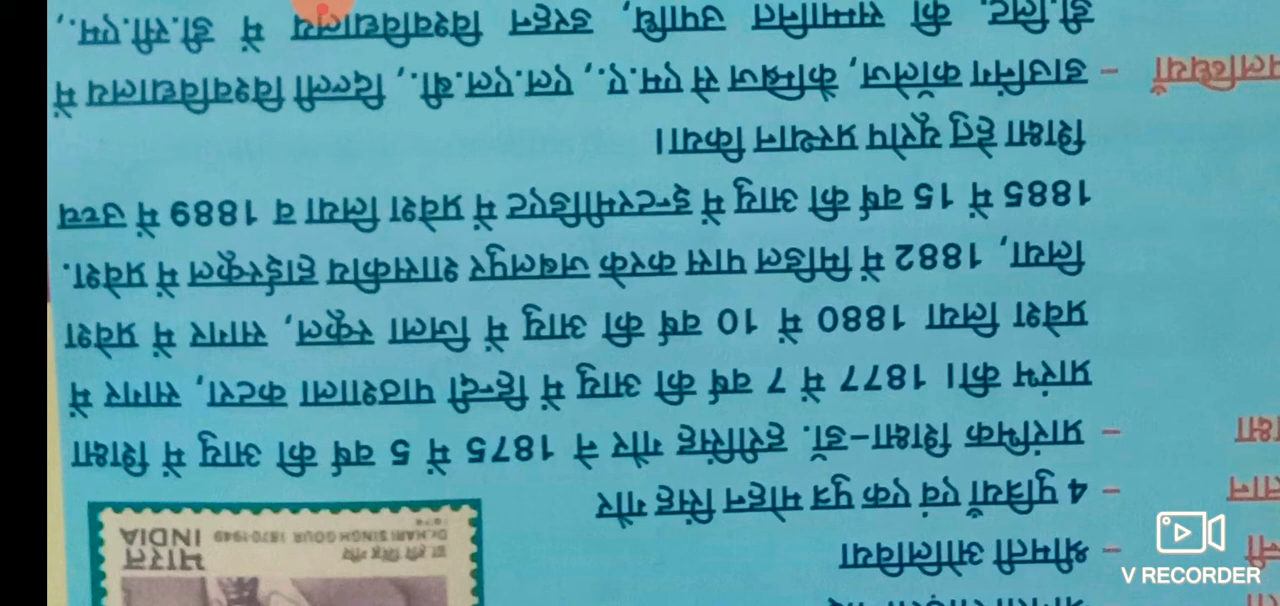 श्रीमती ओलिविया
– ४ पुत्रियाँ एवं एक पुत्र मोहन सिंह गौर
– प्रारंभिक शिक्षा-डॉ. हरीसिंह गौर ने 1875 में 5 वर्ष की आयु में शिक्षा
प्रारंभ की। 1877 में 7 वर्ष की आयु में हिन्दी पाठशाला कटरा, सागर में
प्रवेश लिया 1880 में 10 वर्ष की आयु में जिला स्कूल, सागर में प्रवेश
लिया, 1882 में मिडिल पास करके जबलपुर शासकीय हाईस्कूल में प्रवेश.
1885 में 15 वर्ष की आयु में इन्टरमीडिएट में प्रवेश लिया व 1889 में उच्च
शिक्षा हेतु यूरोप प्रस्थान किया।
– डाउनिंग कॉलेज, केम्ब्रिज से एम.ए., एल.एल.बी., दिल्ली विश्वविद्यालय में
डी.लिट्. की सम्मानित उपाधि, डरहन विश्वविद्यालय में डी.सी.एम.,
डा. हरि सिंह गौर
Dr. HARI SINGH GOUR 1870-1949
भारत
INDIA
V RECORDER